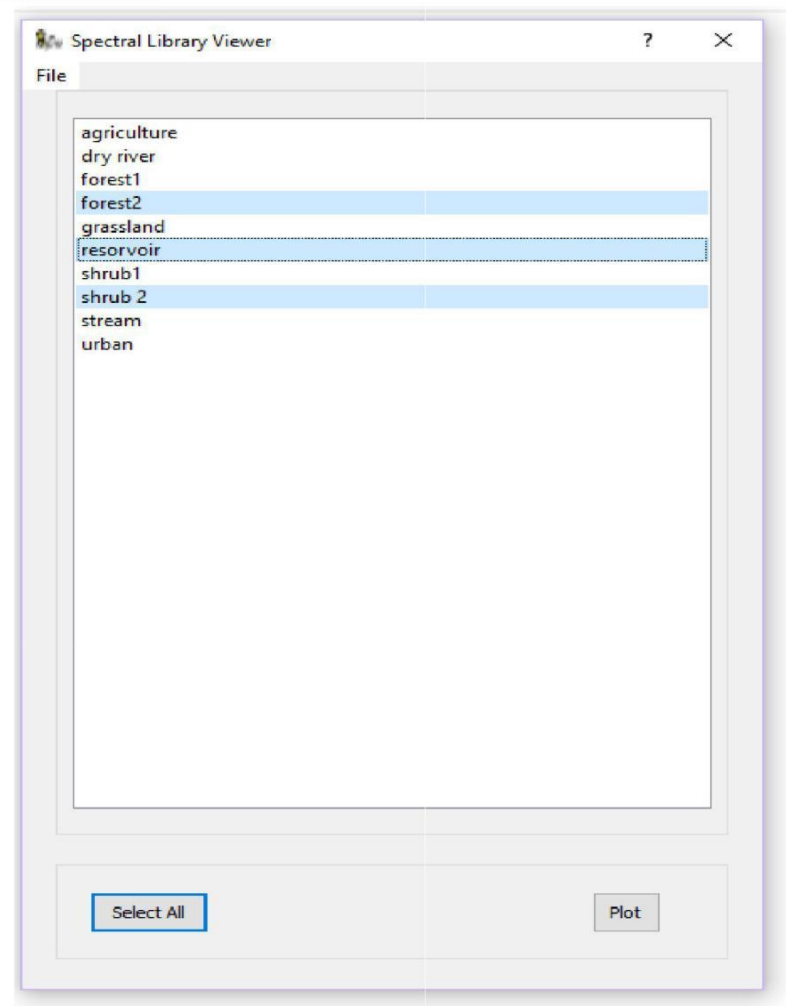 Spectral Library Viewer ? ×
File
agriculture
dry river
forest1
forest2
grassland
resorvoir
shrub1
shrub 2
stream
urban
Select All Plot